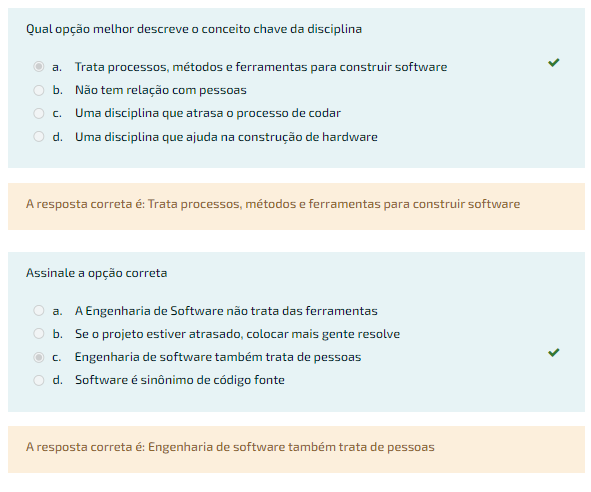 Qual opção melhor descreve o conceito chave da disciplina
a. Trata processos, métodos e ferramentas para construir software
b. Não tem relação com pessoas
c. Uma disciplina que atrasa o processo de codar
d. Uma disciplina que ajuda na construção de hardware
A resposta correta é: Trata processos, métodos e ferramentas para construir software
Assinale a opção correta
a. A Engenharia de Software não trata das ferramentas
b. Se o projeto estiver atrasado, colocar mais gente resolve
c. Engenharia de software também trata de pessoas
d. Software é sinônimo de código fonte
A resposta correta é: Engenharia de software também trata de pessoas